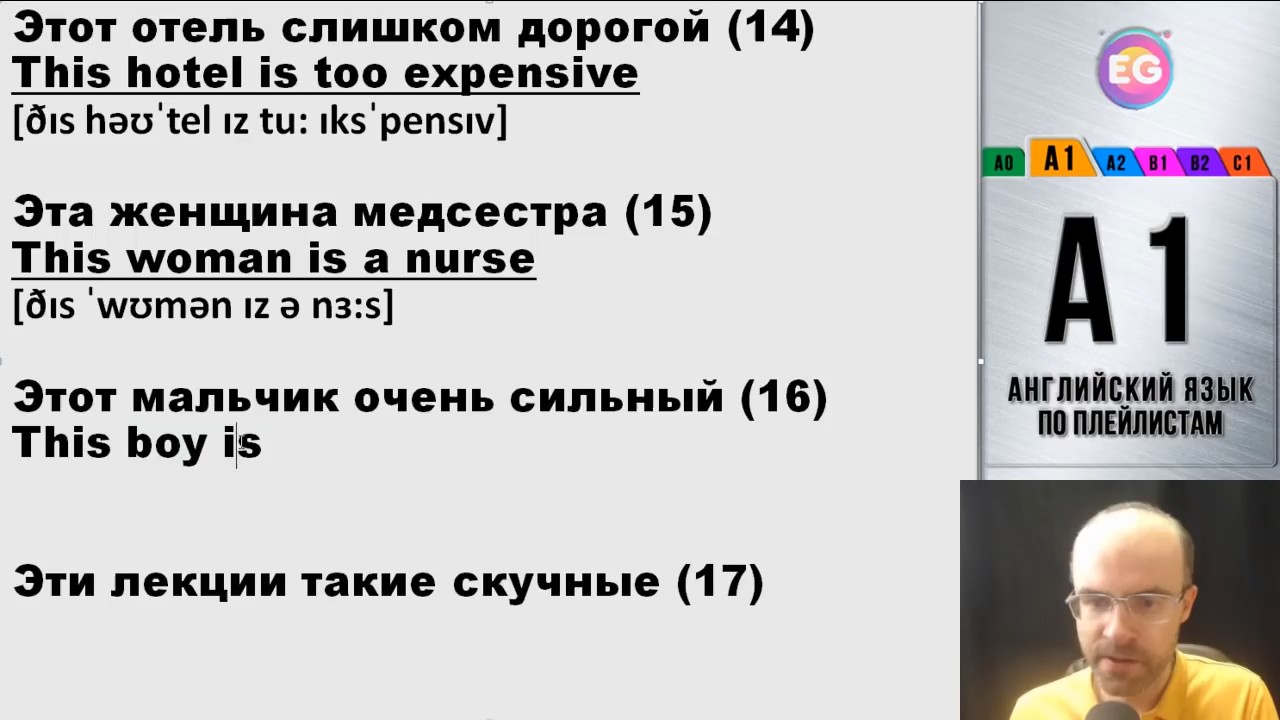 Этот отель слишком дорогой (14)
This hotel is too expensive
[ðɪs həʊˈtel ɪz tu: ɪksˈpensɪv]
Эта женщина медсестра (15)
This woman is a nurse
[ðɪs ˈwʊmən ɪz ə nɜ:s]
Этот мальчик очень сильный (16)
This boy is
Эти лекции такие скучные (17)
EG
A0 A1 A2 B1 B2 C1
A 1
АНГЛИЙСКИЙ ЯЗЫК
ПО ПЛЕЙЛИСТАМ